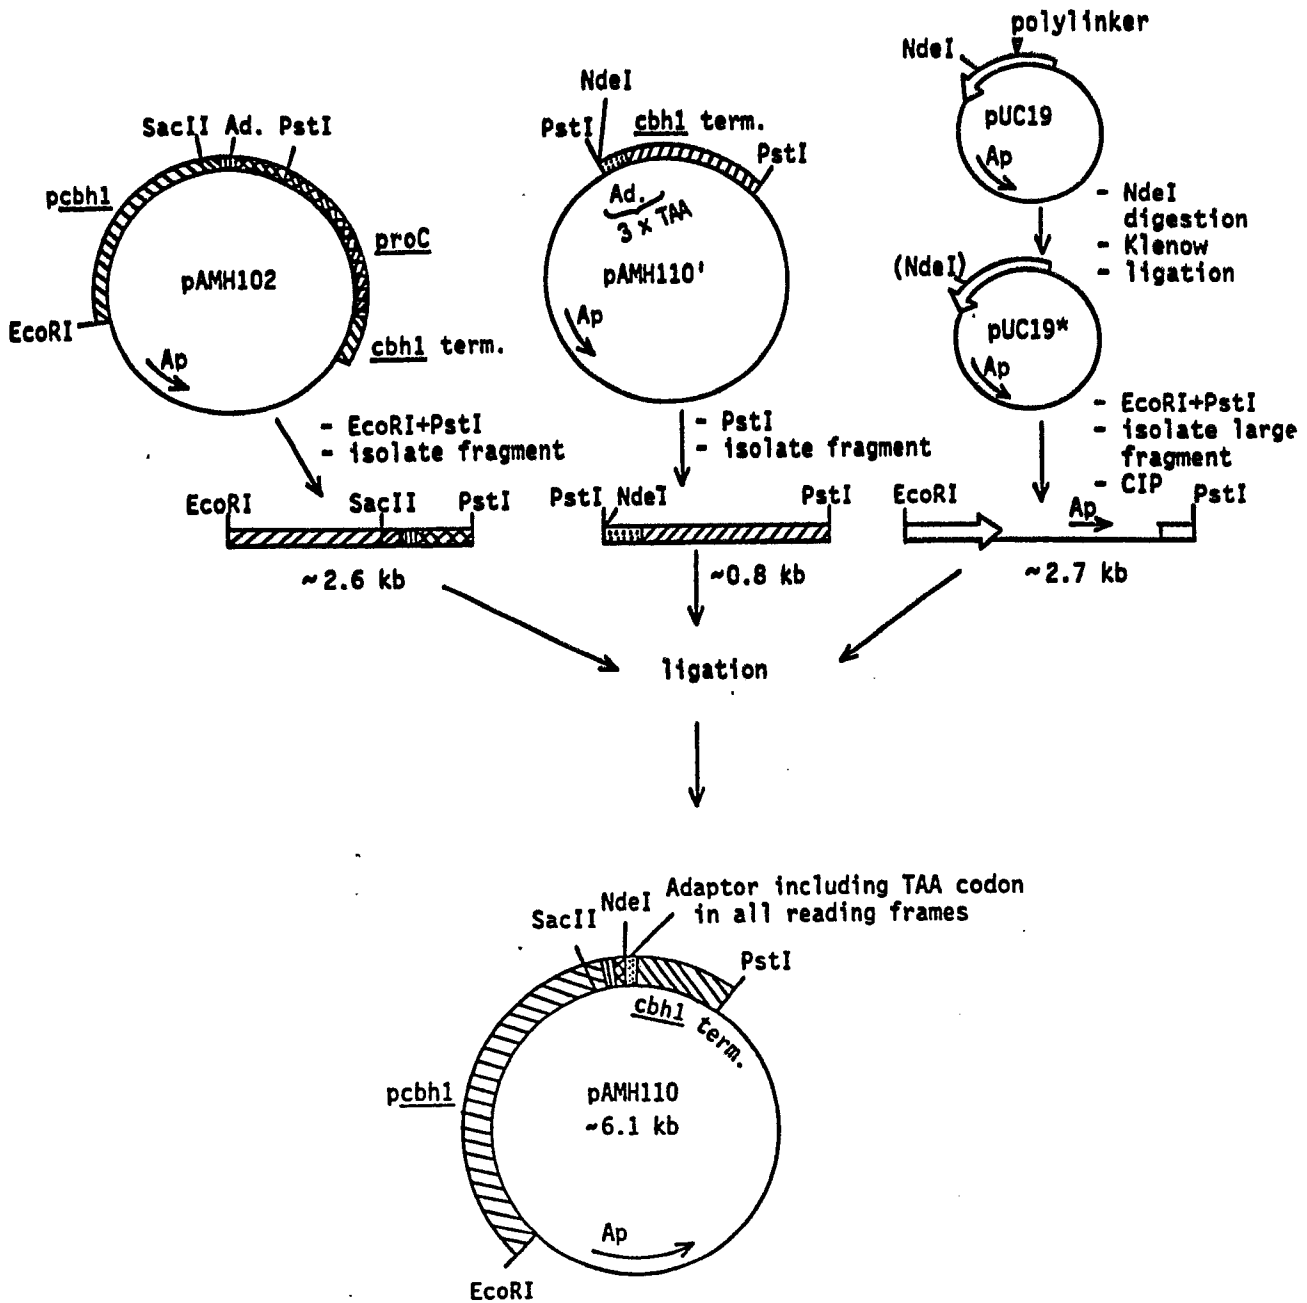 SacII Ad. PstI
pcbh1
proC
pAMH102
EcoRI
cbh1 term.
Ap
- EcoRI+PstI
- isolate fragment
NdeI
PstI
cbh1 term.
PstI
Ad.
3 x TAA
pAMH110'
Ap
- PstI
- isolate fragment
polylinker
NdeI
pUC19
Ap
- NdeI
digestion
- Klenow
- ligation
(NdeI)
pUC19*
Ap
- EcoRI+PstI
- isolate large
fragment
- CIP
EcoRI
SacII
PstI
~2.6 kb
PstI
NdeI
PstI
~0.8 kb
EcoRI
Ap
PstI
~2.7 kb
ligation
Adaptor including TAA codon
in all reading frames
SacII
NdeI
PstI
cbh1 term.
pcbh1
pAMH110
~6.1 kb
Ap
EcoRI